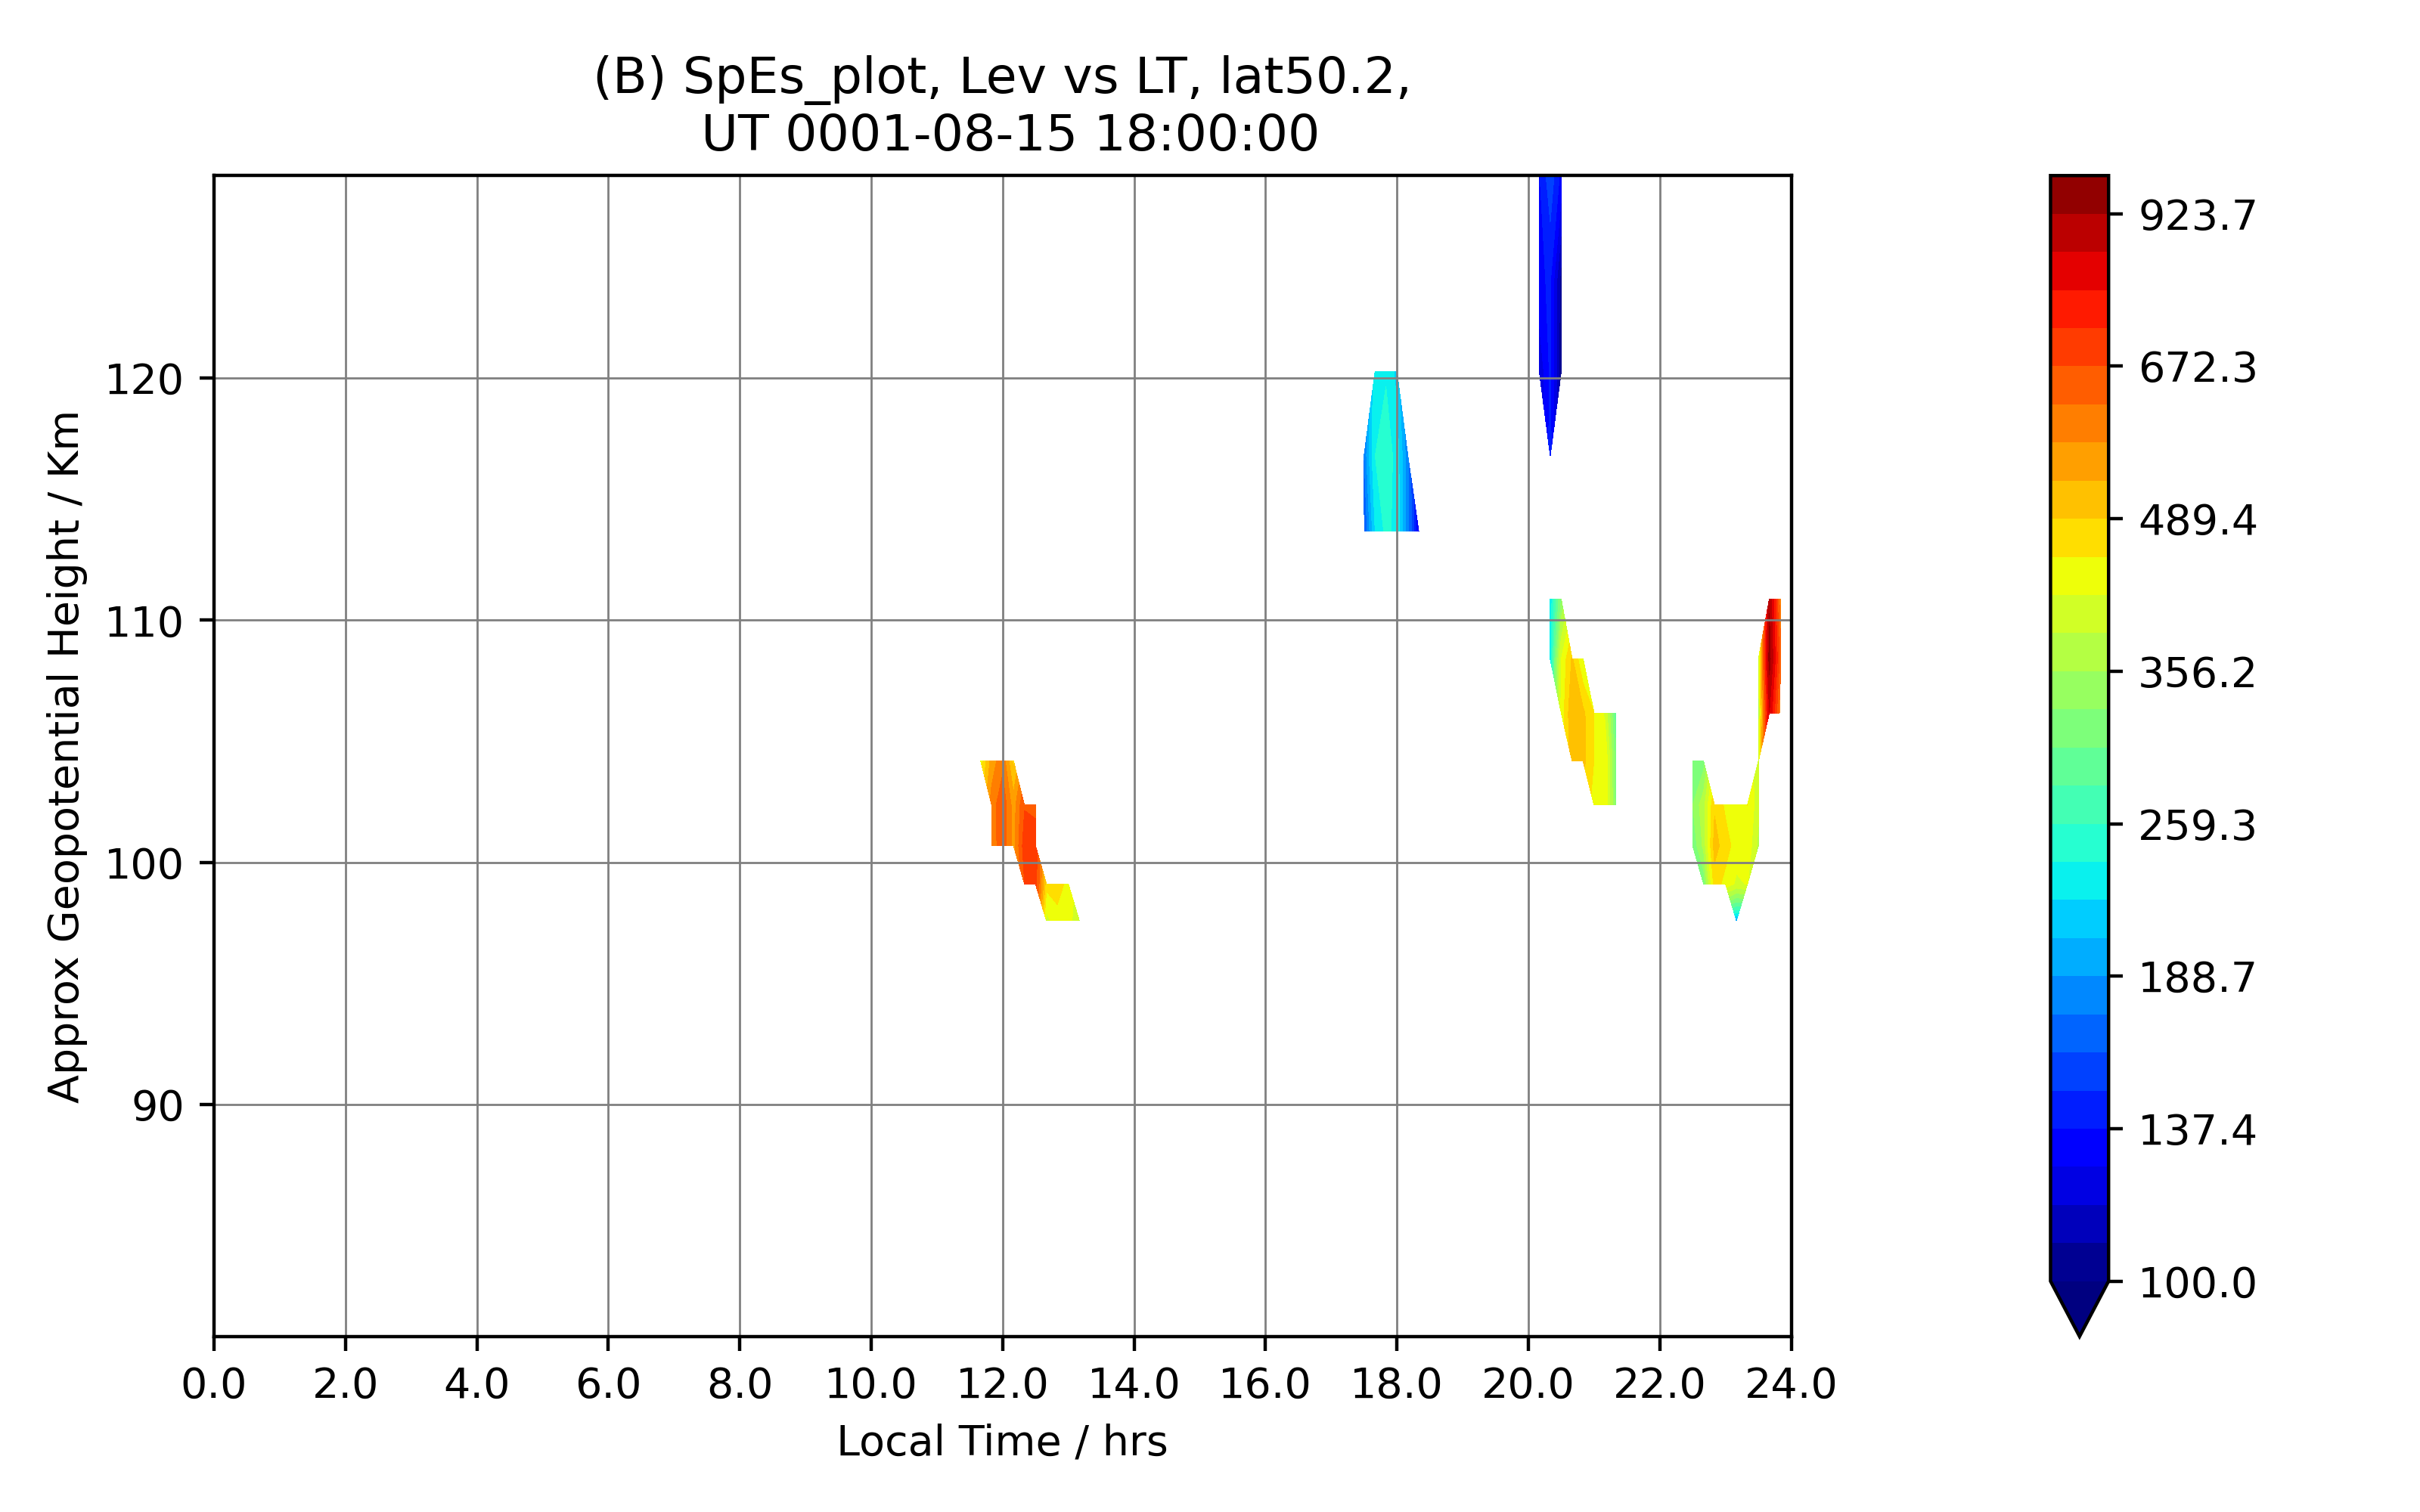 (B) SpEs_plot, Lev vs LT, lat50.2,
UT 0001-08-15 18:00:00
Approx Geopotential Height / Km
120
110
100
90
0.0 2.0 4.0 6.0 8.0 10.0 12.0 14.0 16.0 18.0 20.0 22.0 24.0
Local Time / hrs
923.7
672.3
489.4
356.2
259.3
188.7
137.4
100.0